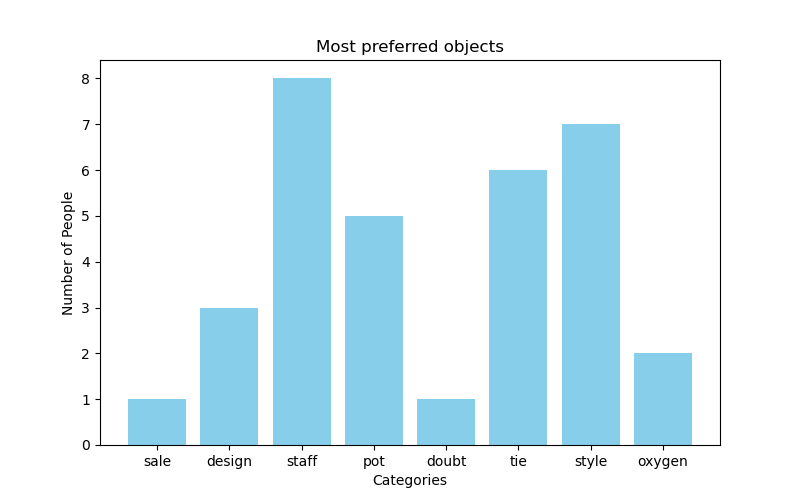 Most preferred objects
Number of People
8
7
6
5
4
3
2
1
0
sale design staff pot doubt tie style oxygen
Categories